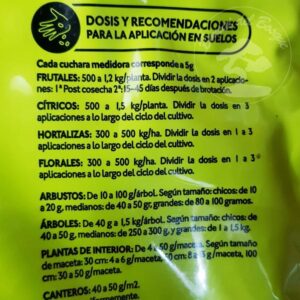 DOSIS Y RECOMENDACIONES
PARA LA APLICACIÓN EN SUELOS
Cada cuchara medidora corresponde a 5g
FRUTALES: 500 a 1,2 kg/planta. Dividir la dosis en 2 aplicacio-
nes: 1ª Post cosecha 2ª: 15-45 días después de brotación.
CÍTRICOS: 500 a 1,5 kg/planta. Dividir la dosis en 3
aplicaciones a lo largo del ciclo del cultivo.
HORTALIZAS: 300 a 500 kg/ha. Dividir en 1 a 3
aplicaciones a lo largo del ciclo del cultivo.
FLORALES: 300 a 500 kg/ha. Dividir la dosis en 1 a 3
aplicaciones a lo largo del ciclo del cultivo.
ARBUSTOS: De 10 a 100 g/árbol. Según tamaño: chicos: de 10
a 20 g, medianos: de 40 a 50 gr, grandes: de 80 a 100 gramos.
ÁRBOLES: De 40 g a 1,5 kg/árbol. Según tamaño: chicos: de
40 a 50 g, medianos: de 250 a 300 g, y grandes: de 1 a 1,5 kg.
PLANTAS DE INTERIOR: De 4 a 50 g/maceta. Según tamaño
de maceta: 30 cm: 4 a 6 g/maceta, 50 cm: 8 a 13 g/maceta, 100
cm: 30 a 50 g/maceta.
CANTEROS: 40 a 50 g/m2.